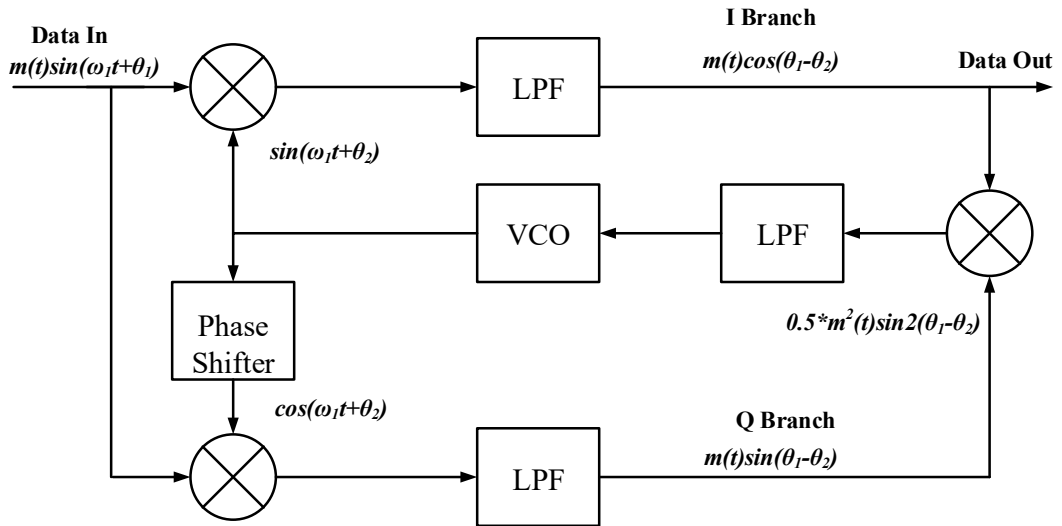 I Branch
Data In
m(t)sin(ω₁t+θ₁)
LPF
m(t)cos(θ₁-θ₂)
Data Out
sin(ω₁t+θ₂)
VCO
LPF
Phase
Shifter
0.5*m²(t)sin2(θ₁-θ₂)
cos(ω₁t+θ₂)
Q Branch
LPF
m(t)sin(θ₁-θ₂)